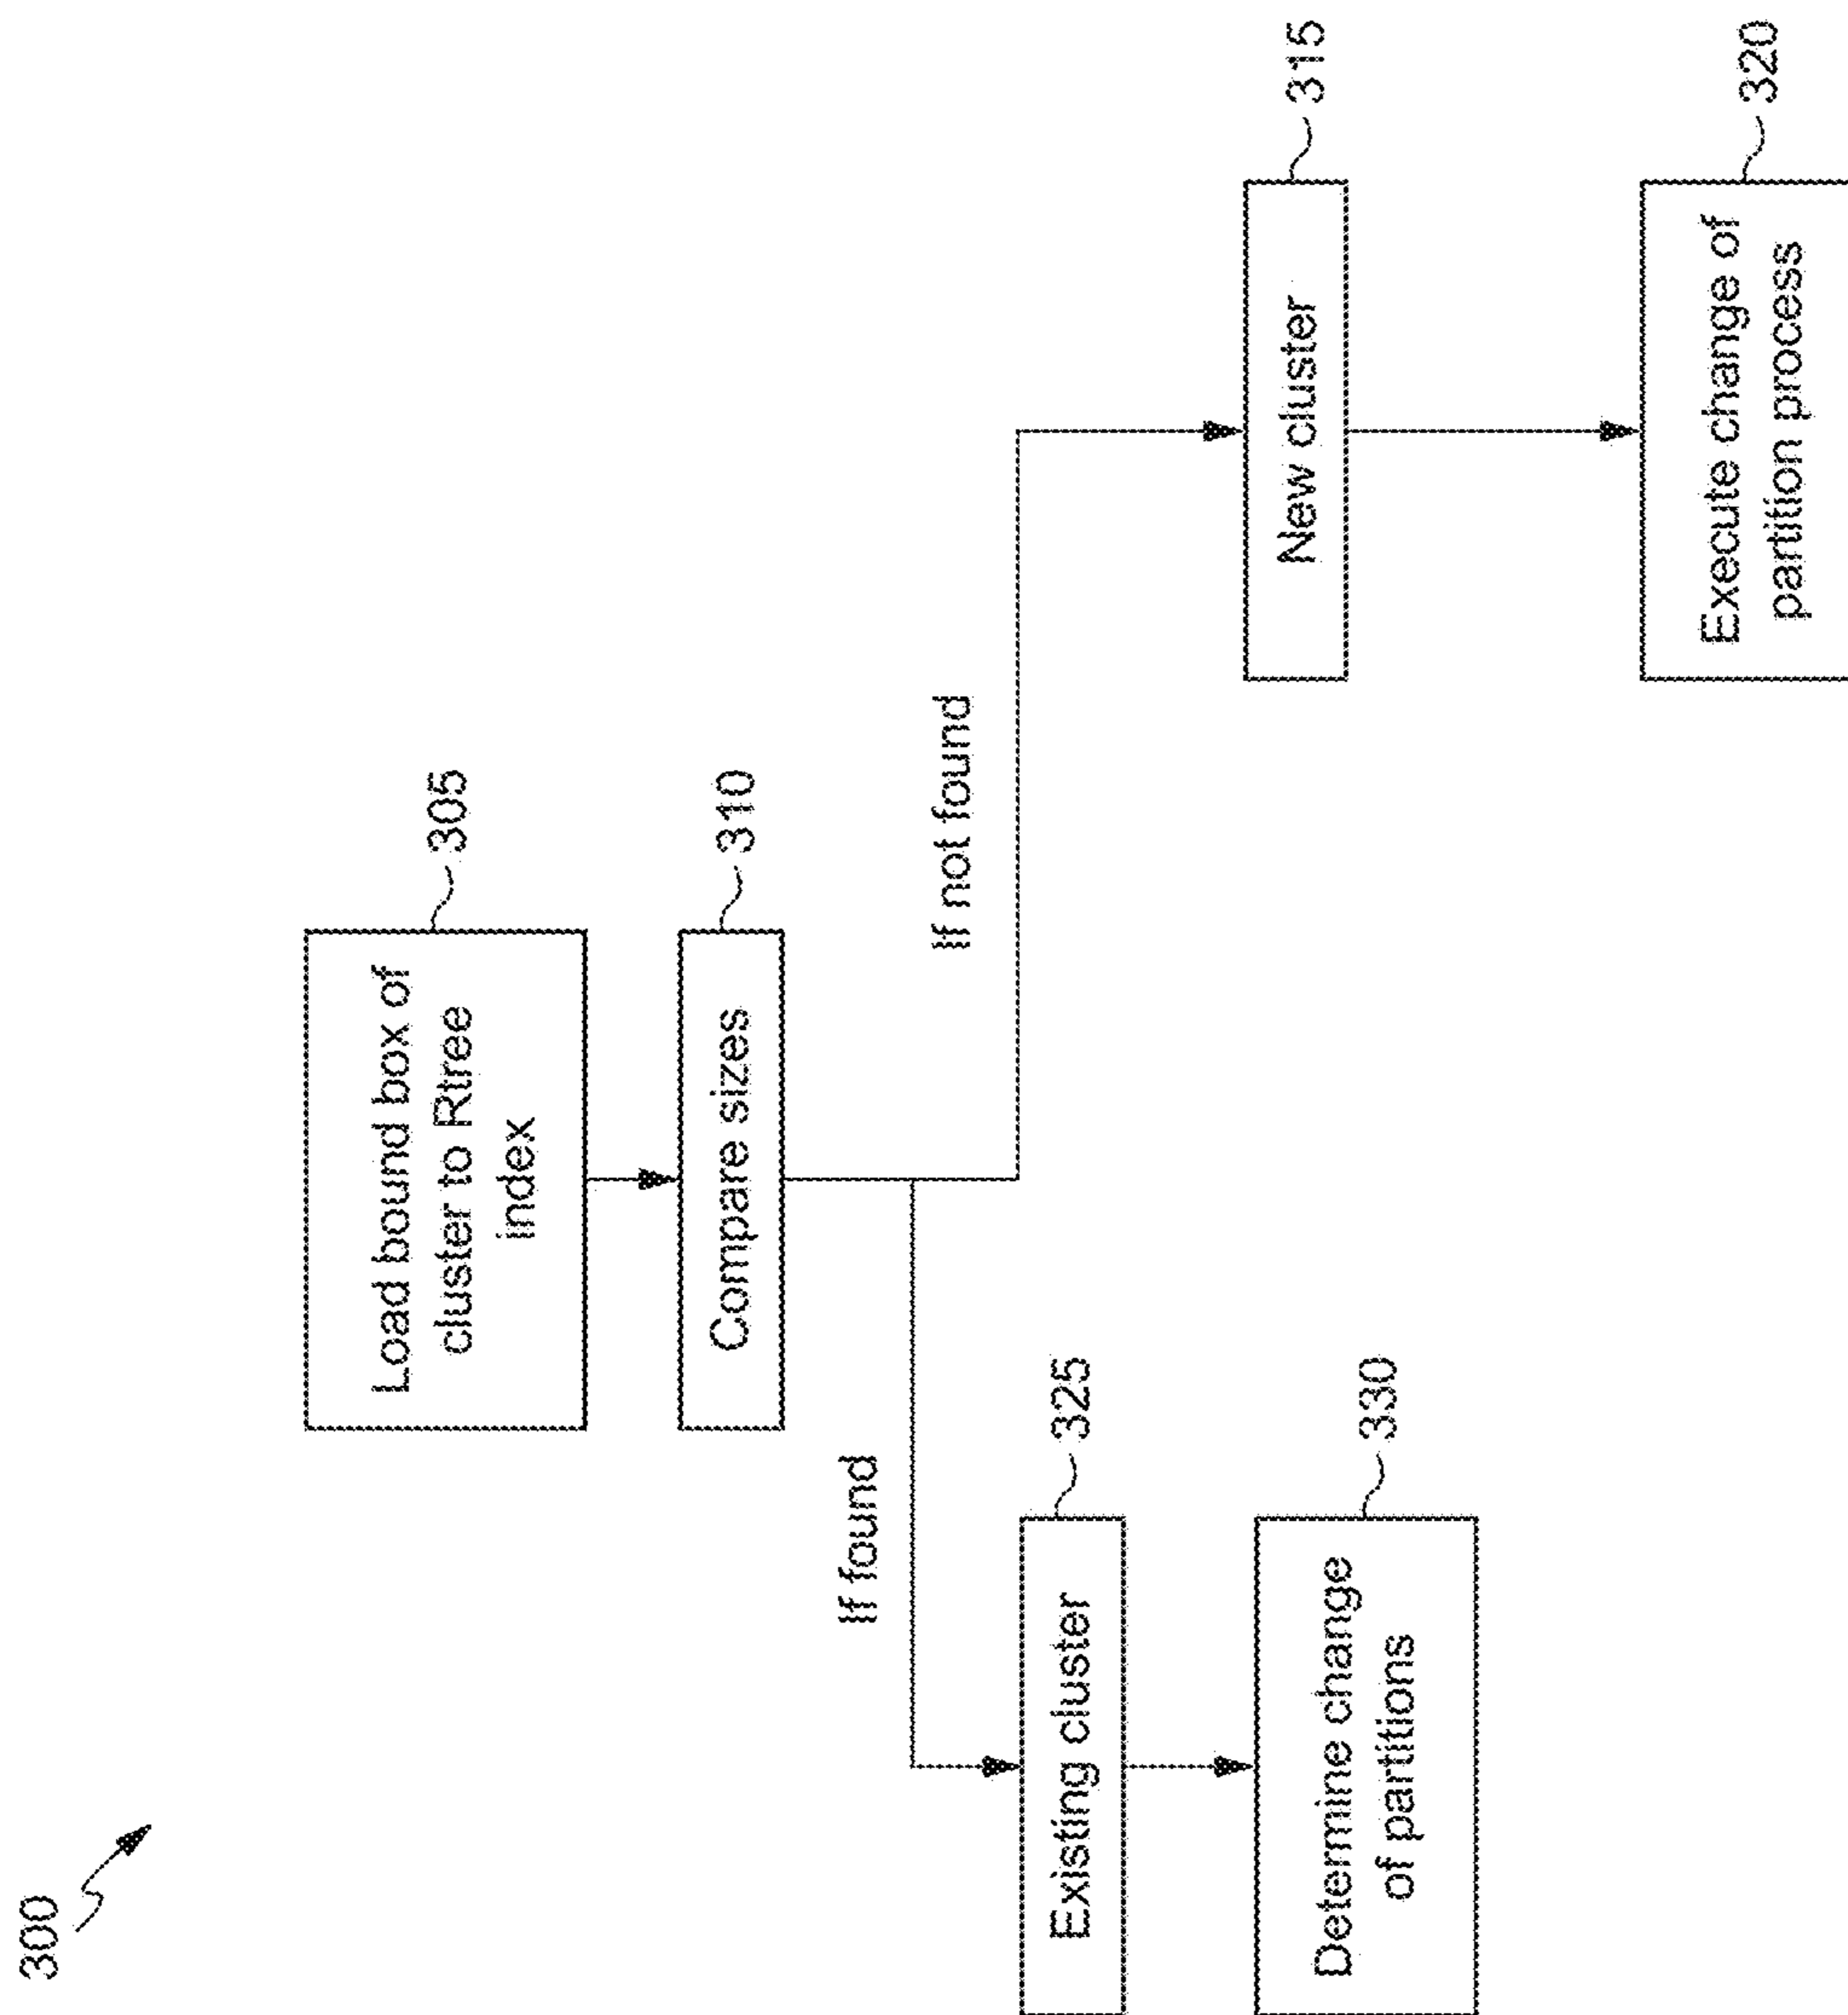 300
Load bound box of
cluster to Rtree
index
305
Compare sizes
310
If found
If not found
Existing cluster
325
Determine change
of partitions
330
New cluster
315
Execute change of
partition process
320